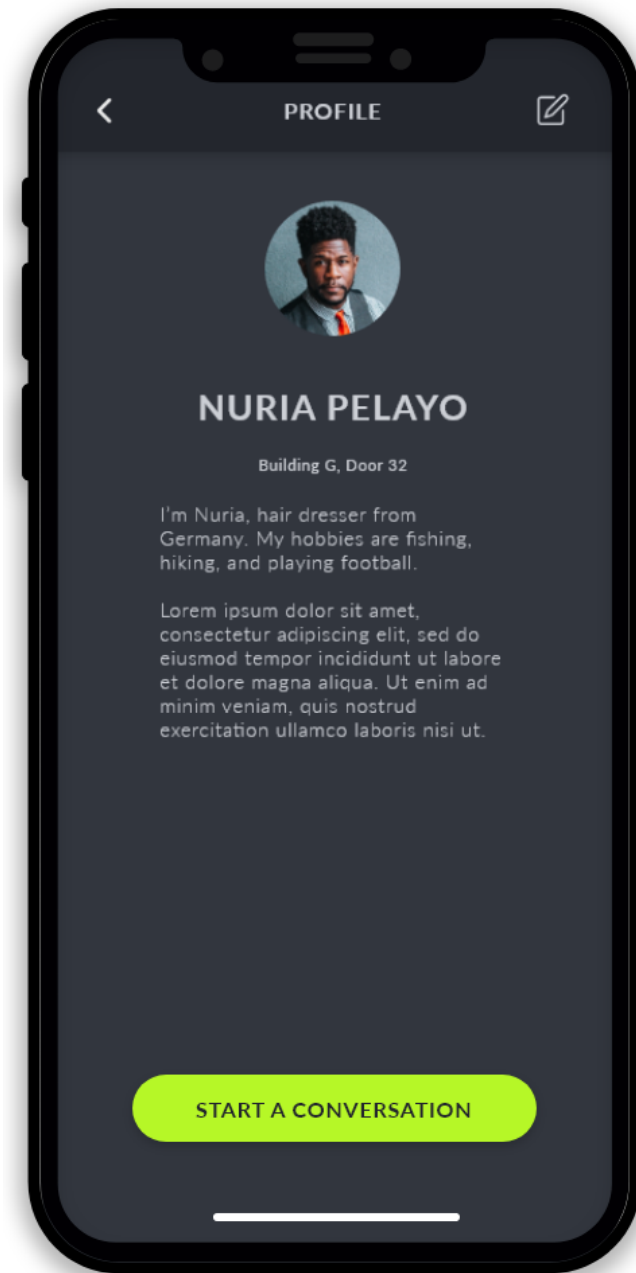 PROFILE
NURIA PELAYO
Building G, Door 32
I'm Nuria, hair dresser from
Germany. My hobbies are fishing,
hiking, and playing football.
Lorem ipsum dolor sit amet,
consectetur adipiscing elit, sed do
eiusmod tempor incididunt ut labore
et dolore magna aliqua. Ut enim ad
minim veniam, quis nostrud
exercitation ullamco laboris nisi ut.
START A CONVERSATION